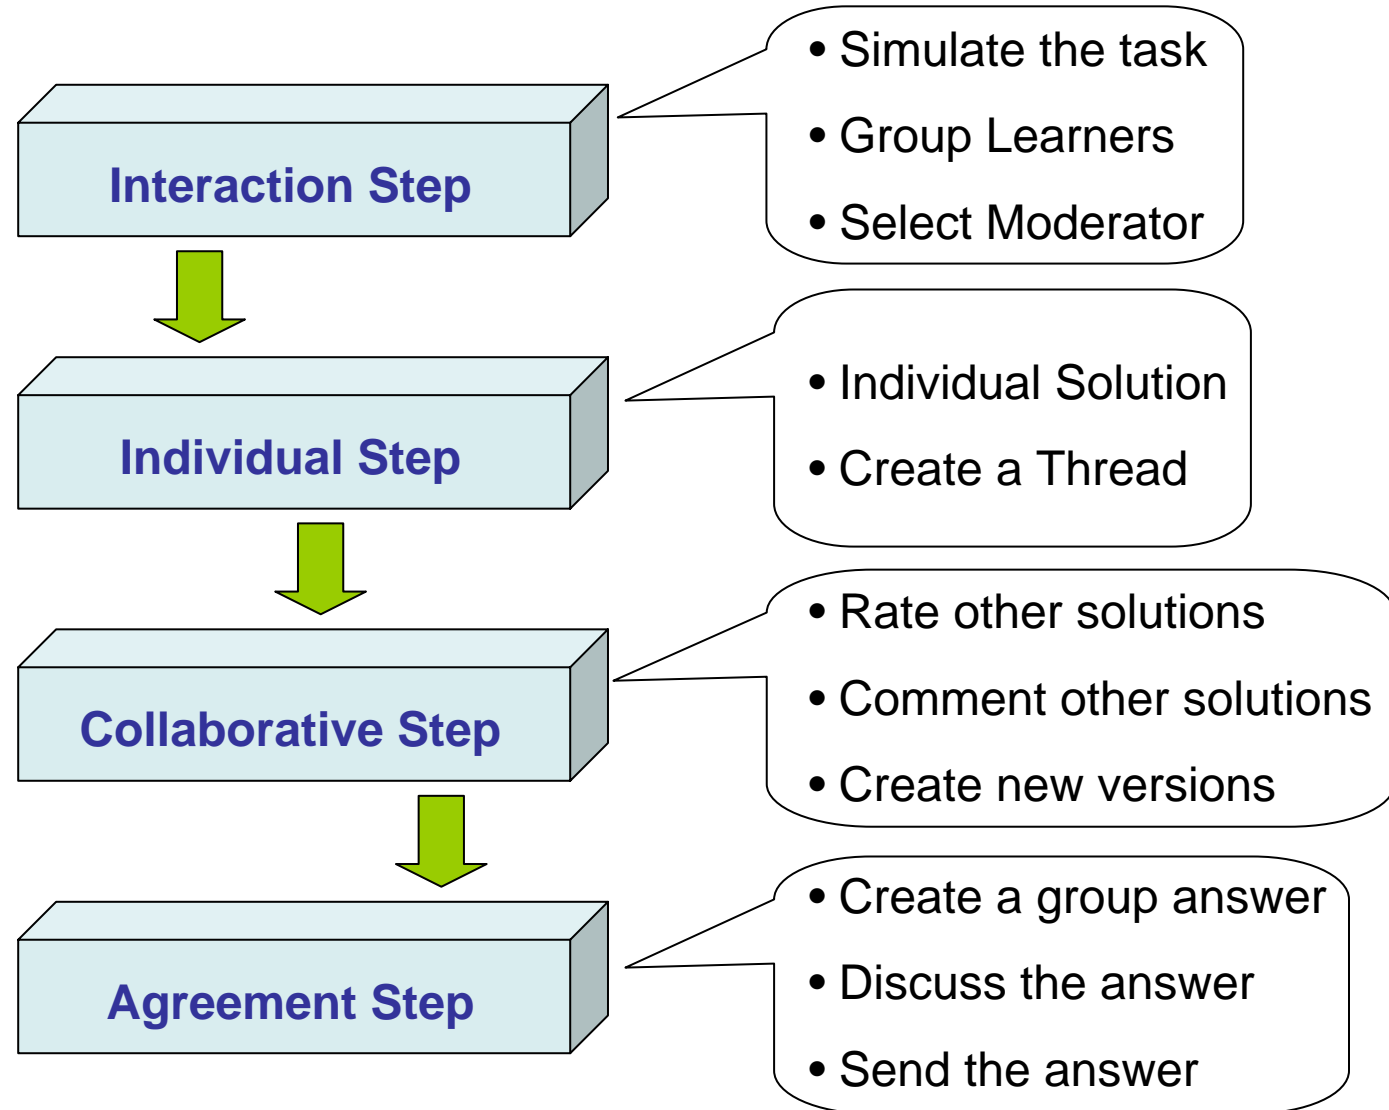 Interaction Step
• Simulate the task
• Group Learners
• Select Moderator
Individual Step
• Individual Solution
• Create a Thread
Collaborative Step
• Rate other solutions
• Comment other solutions
• Create new versions
Agreement Step
• Create a group answer
• Discuss the answer
• Send the answer